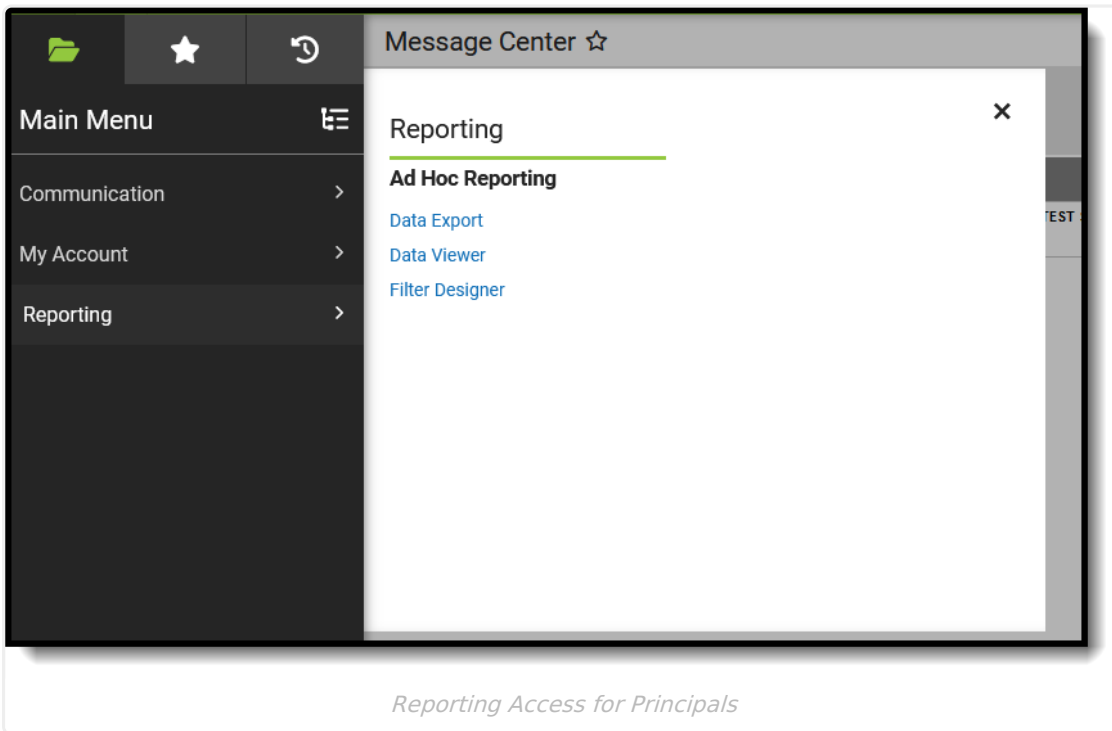 Message Center
Main Menu
Communication
My Account
Reporting
Reporting
Ad Hoc Reporting
Data Export
Data Viewer
Filter Designer
TEST
Reporting Access for Principals